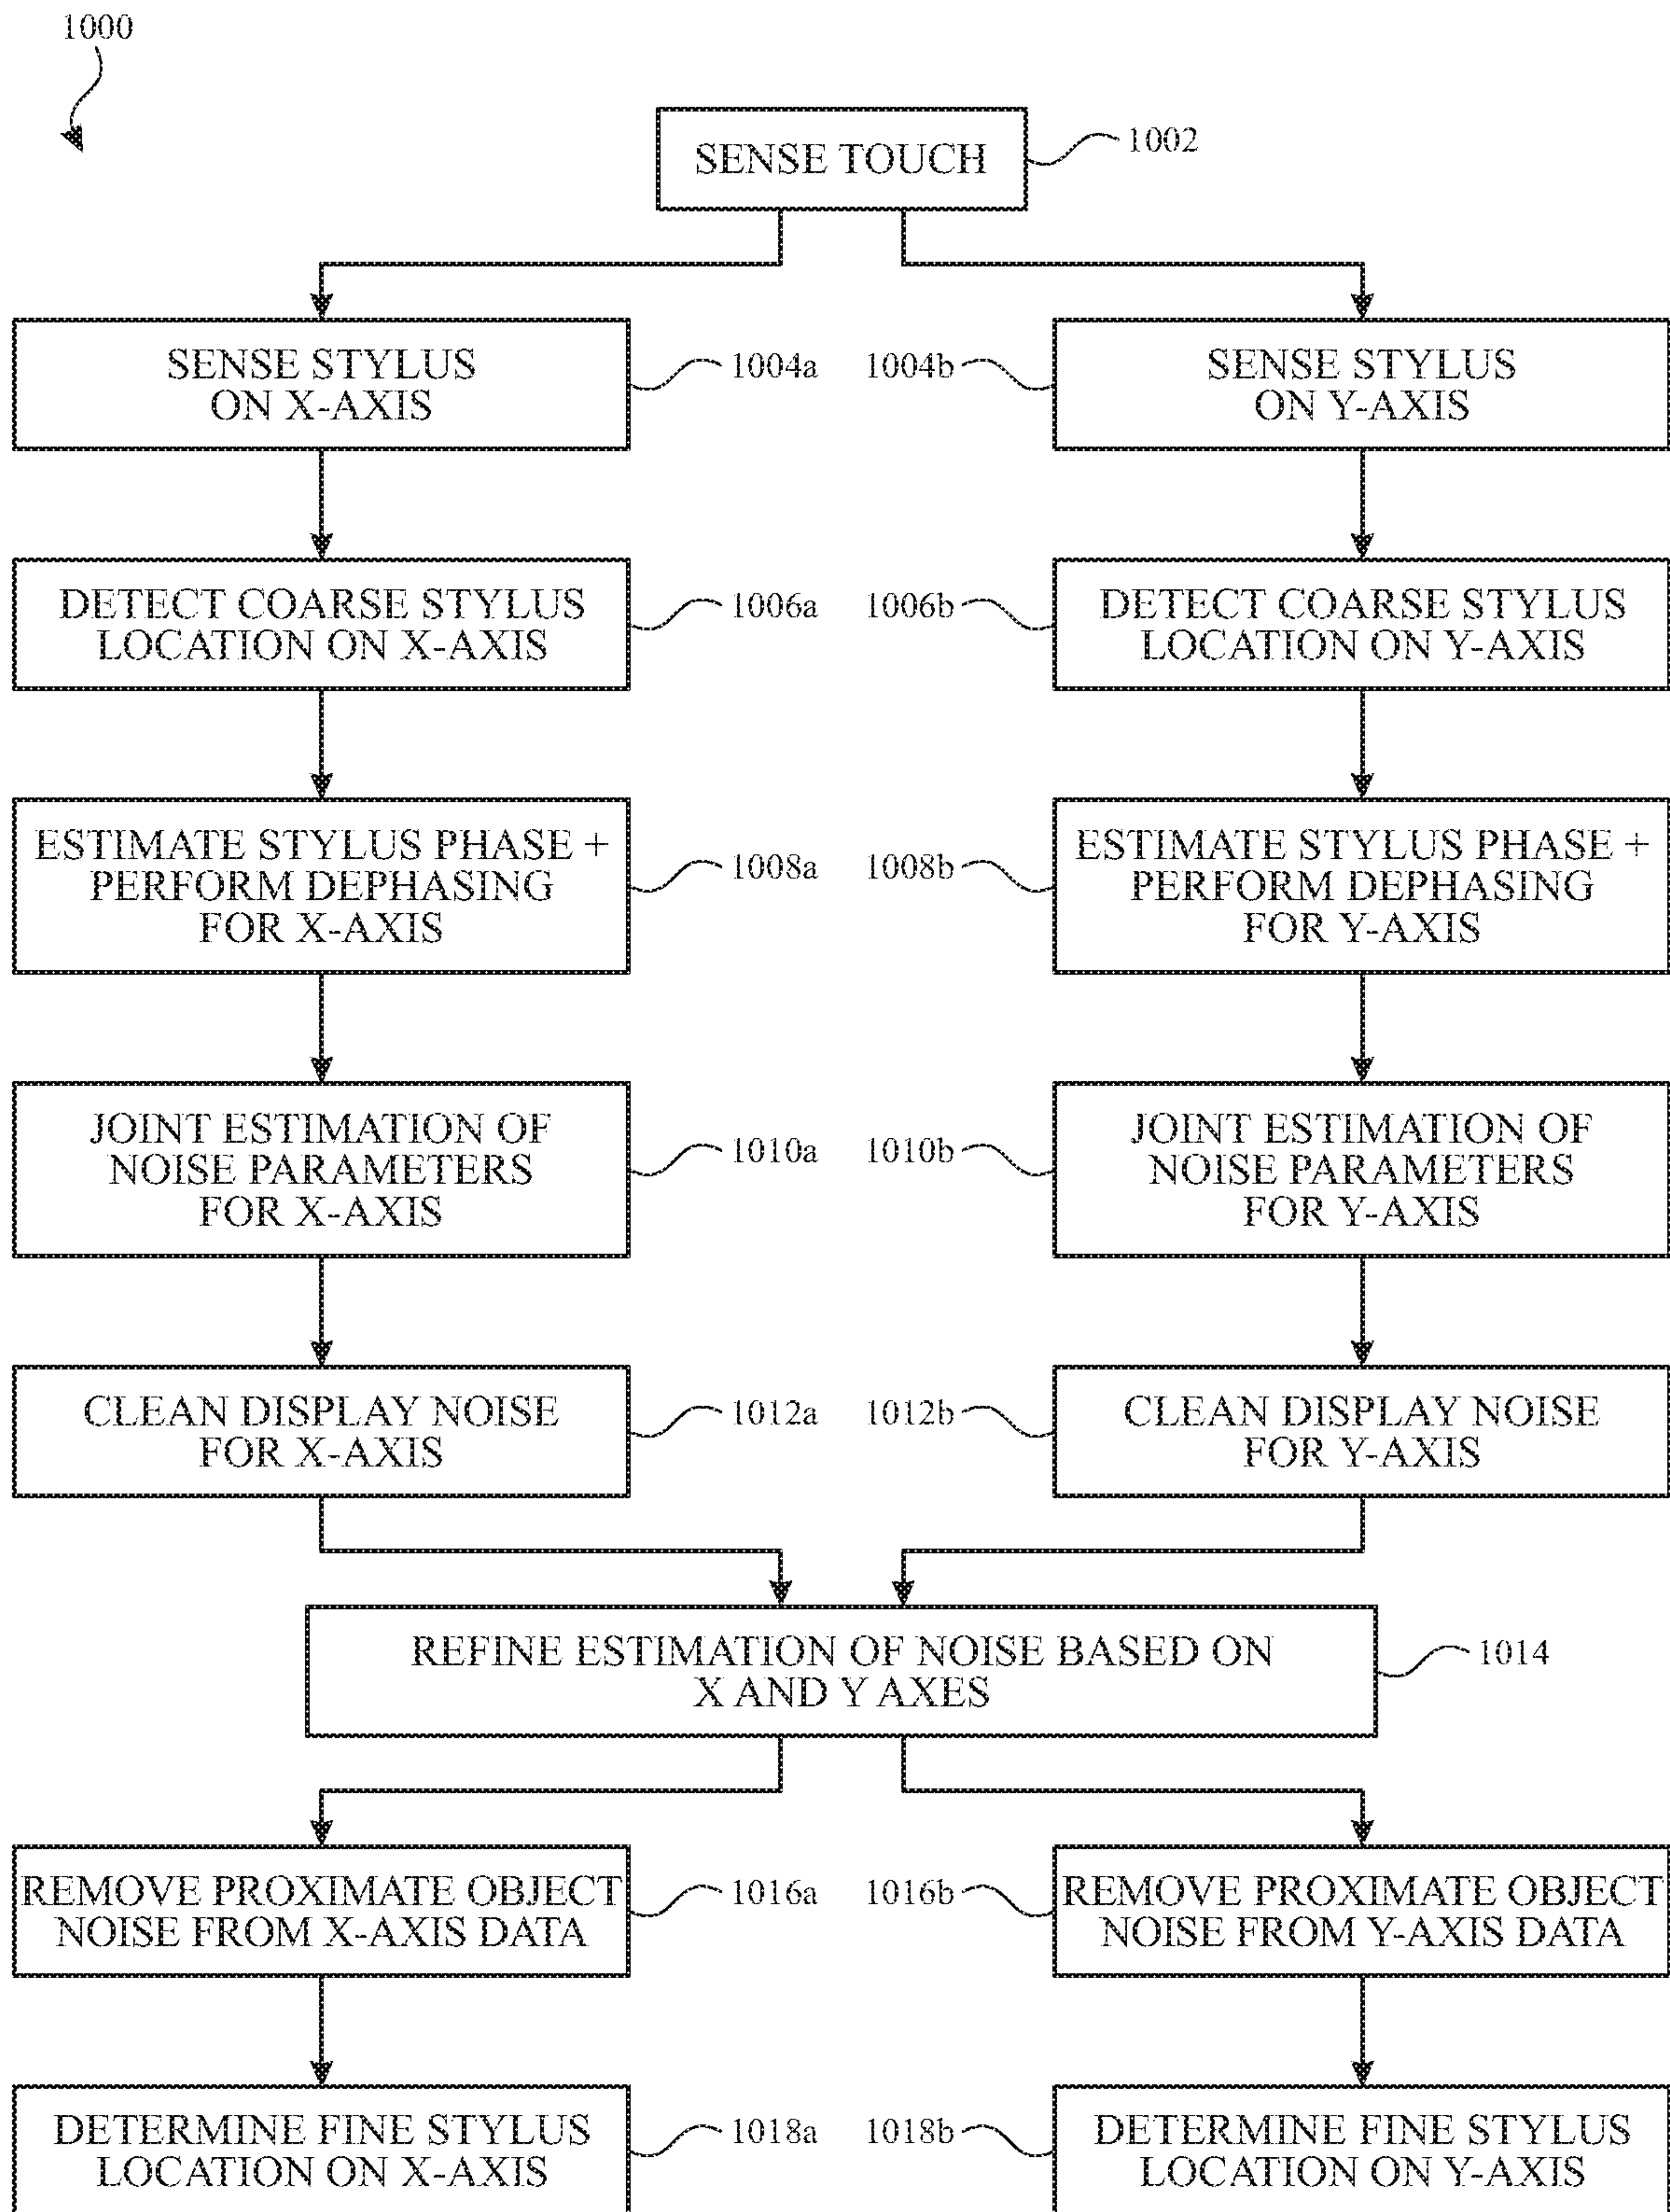 1000
SENSE TOUCH
1002
SENSE STYLUS
ON X-AXIS
1004a
1004b
SENSE STYLUS
ON Y-AXIS
DETECT COARSE STYLUS
LOCATION ON X-AXIS
1006a
1006b
DETECT COARSE STYLUS
LOCATION ON Y-AXIS
ESTIMATE STYLUS PHASE +
PERFORM DEPHASING
FOR X-AXIS
1008a
1008b
ESTIMATE STYLUS PHASE +
PERFORM DEPHASING
FOR Y-AXIS
JOINT ESTIMATION OF
NOISE PARAMETERS
FOR X-AXIS
1010a
1010b
JOINT ESTIMATION OF
NOISE PARAMETERS
FOR Y-AXIS
CLEAN DISPLAY NOISE
FOR X-AXIS
1012a
1012b
CLEAN DISPLAY NOISE
FOR Y-AXIS
REFINE ESTIMATION OF NOISE BASED ON
X AND Y AXES
1014
REMOVE PROXIMATE OBJECT
NOISE FROM X-AXIS DATA
1016a
1016b
REMOVE PROXIMATE OBJECT
NOISE FROM Y-AXIS DATA
DETERMINE FINE STYLUS
LOCATION ON X-AXIS
1018a
1018b
DETERMINE FINE STYLUS
LOCATION ON Y-AXIS